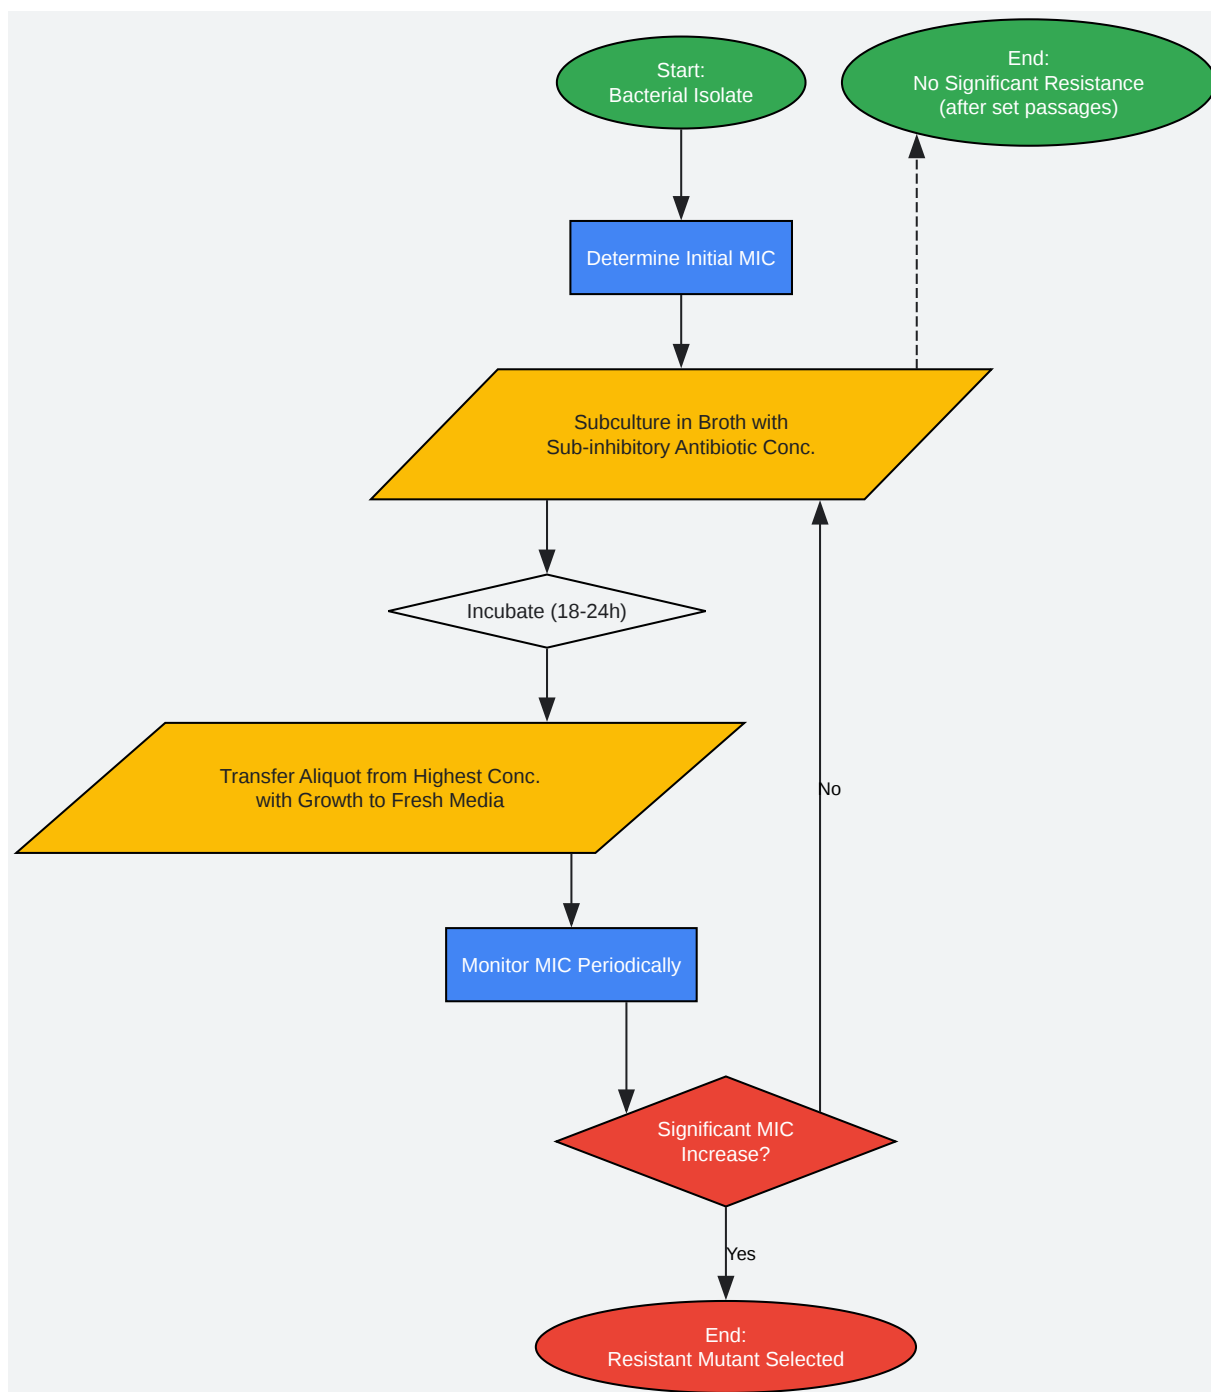 Start:
Bacterial Isolate
End:
No Significant Resistance
(after set passages)
Determine Initial MIC
Subculture in Broth with
Sub-inhibitory Antibiotic Conc.
Incubate (18-24h)
Transfer Aliquot from Highest Conc.
with Growth to Fresh Media
No
Monitor MIC Periodically
Significant MIC
Increase?
Yes
End:
Resistant Mutant Selected